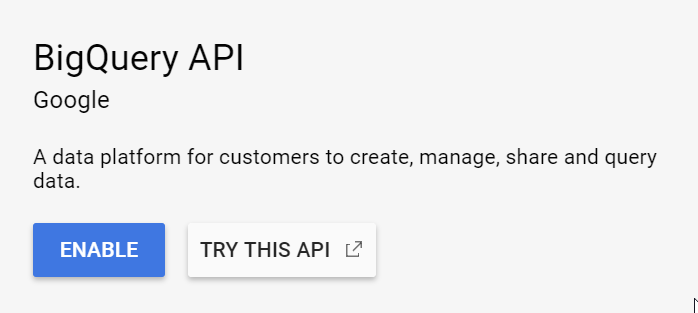 BigQuery API
Google
A data platform for customers to create, manage, share and query
data.
ENABLE
TRY THIS API